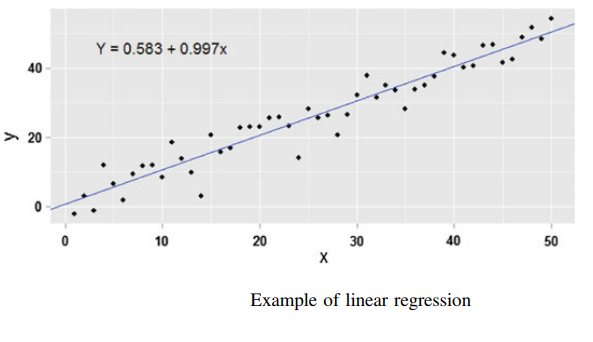 Y = 0.583 + 0.997x
40
20
0
y
0 10 20 30 40 50
X
Example of linear regression